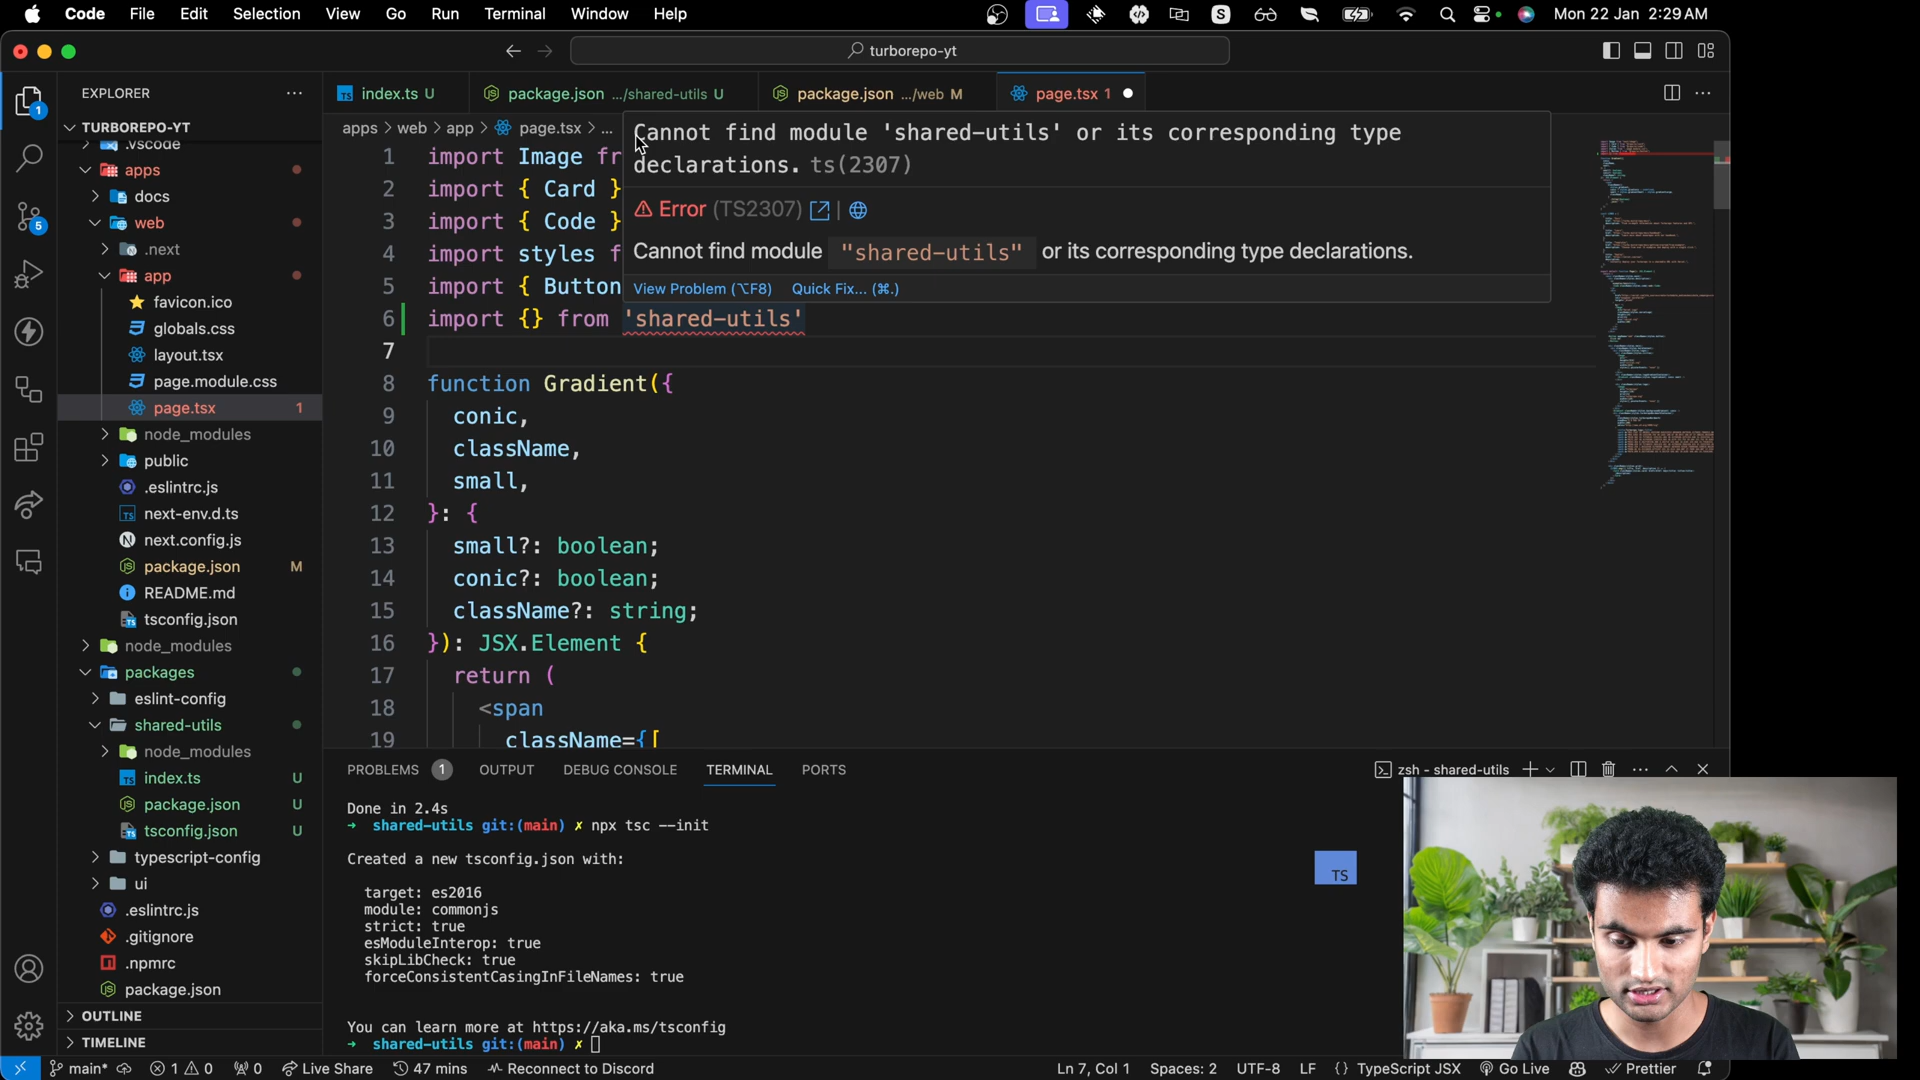 Code File Edit Selection View Go Run Terminal Window Help Mon 22 Jan 2:29 AM
turborepo-yt
EXPLORER
TURBOREPO-YT
.vscode
apps
docs
web
.next
app
favicon.ico
globals.css
layout.tsx
page.module.css
page.tsx 1
node_modules
public
.eslintrc.js
next-env.d.ts
next.config.js
package.json M
README.md
tsconfig.json
node_modules
packages
eslint-config
shared-utils
node_modules
index.ts U
package.json U
tsconfig.json U
typescript-config
ui
.eslintrc.js
.gitignore
.npmrc
package.json
OUTLINE
TIMELINE
index.ts U package.json .../shared-utils U package.json .../web M page.tsx 1
apps > web > app > page.tsx > ...
Cannot find module 'shared-utils' or its corresponding type
declarations. ts(2307)
Error (TS2307) |
Cannot find module "shared-utils" or its corresponding type declarations.
View Problem (⌥F8) Quick Fix... (⌘.)
1 import Image fr
2 import { Card }
3 import { Code }
4 import styles f
5 import { Button
6 import {} from 'shared-utils'
7
8 function Gradient({
9 conic,
10 className,
11 small,
12 }: {
13 small?: boolean;
14 conic?: boolean;
15 className?: string;
16 }): JSX.Element {
17 return (
18 <span
19 className={[
PROBLEMS 1 OUTPUT DEBUG CONSOLE TERMINAL PORTS zsh - shared-utils
Done in 2.4s
➜ shared-utils git:(main) ✗ npx tsc --init
Created a new tsconfig.json with:
target: es2016
module: commonjs
strict: true
esModuleInterop: true
skipLibCheck: true
forceConsistentCasingInFileNames: true
TS
You can learn more at https://aka.ms/tsconfig
➜ shared-utils git:(main) ✗
main* 1 0 0 Live Share 47 mins Reconnect to Discord Ln 7, Col 1 Spaces: 2 UTF-8 LF {} TypeScript JSX Go Live Prettier